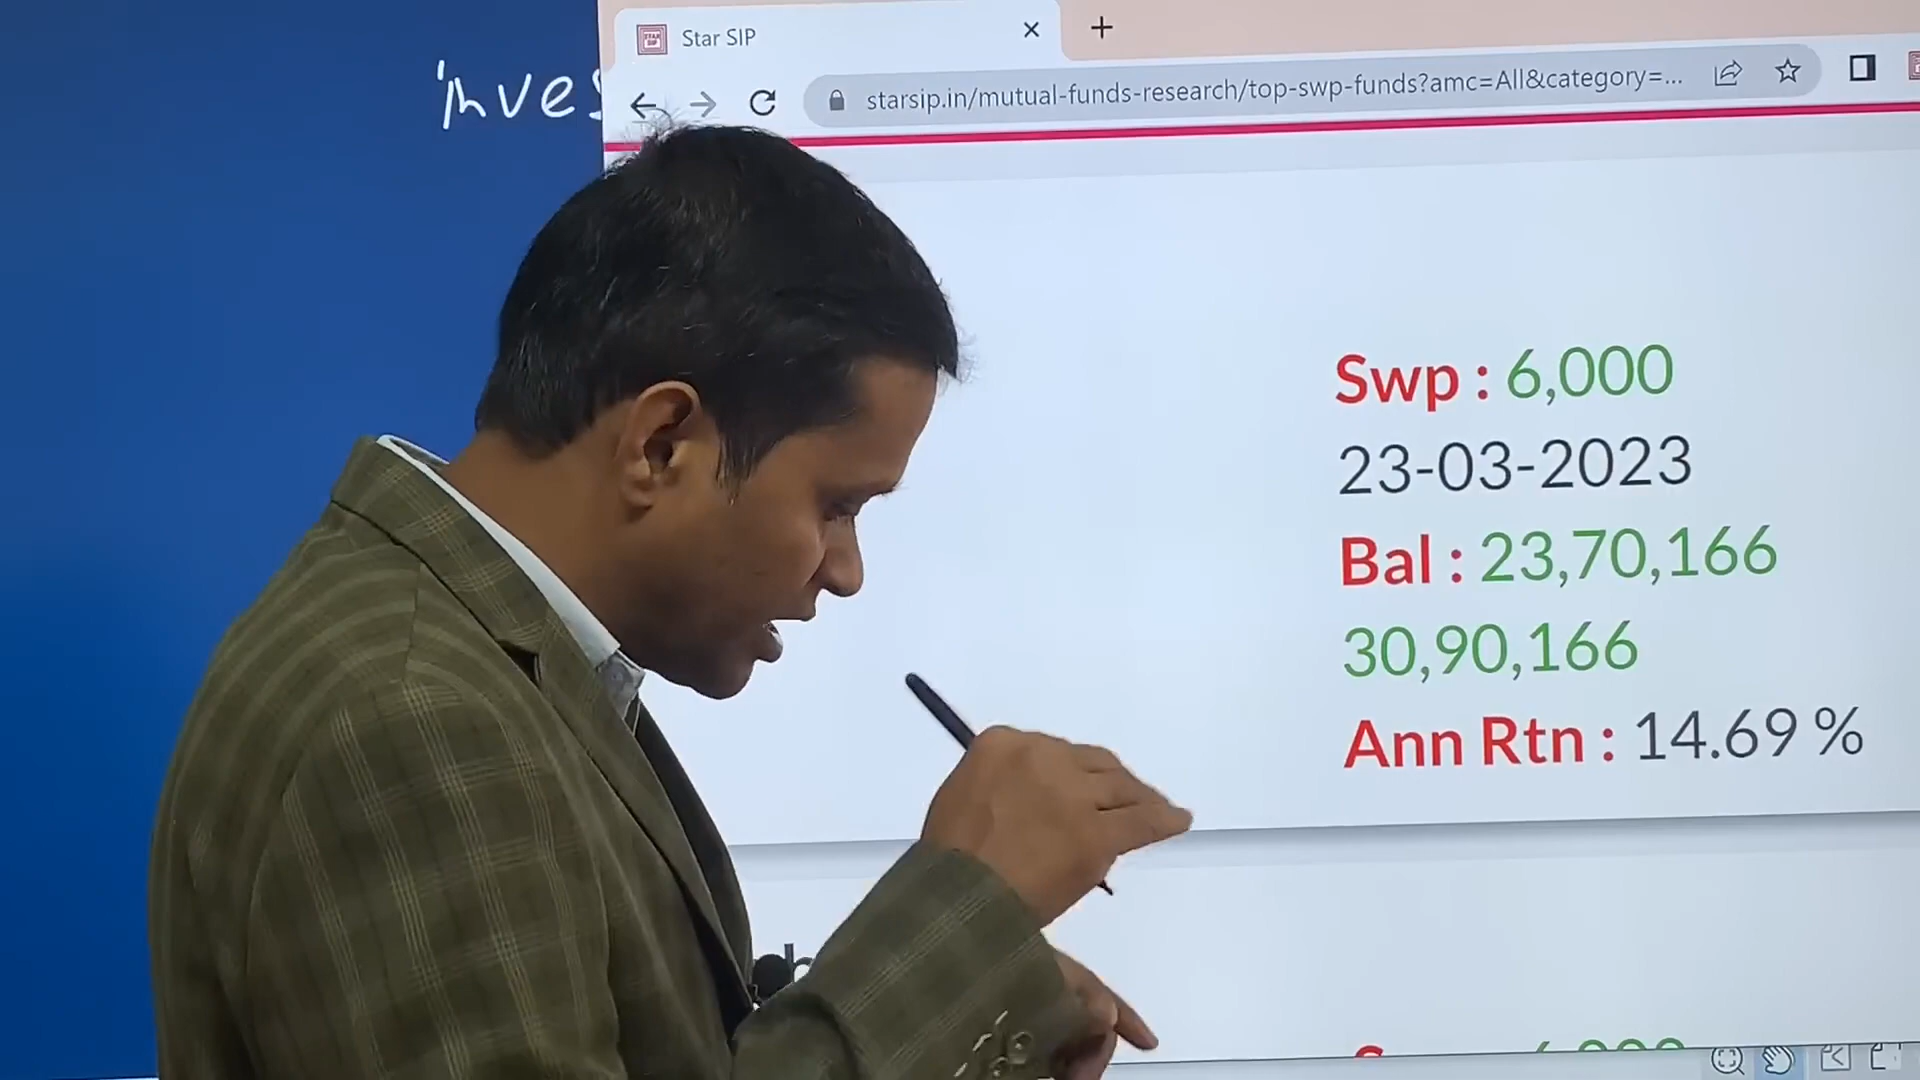 Star SIP
starsip.in/mutual-funds-research/top-swp-funds?amc=All&category=...
Swp : 6,000
23-03-2023
Bal : 23,70,166
30,90,166
Ann Rtn : 14.69 %